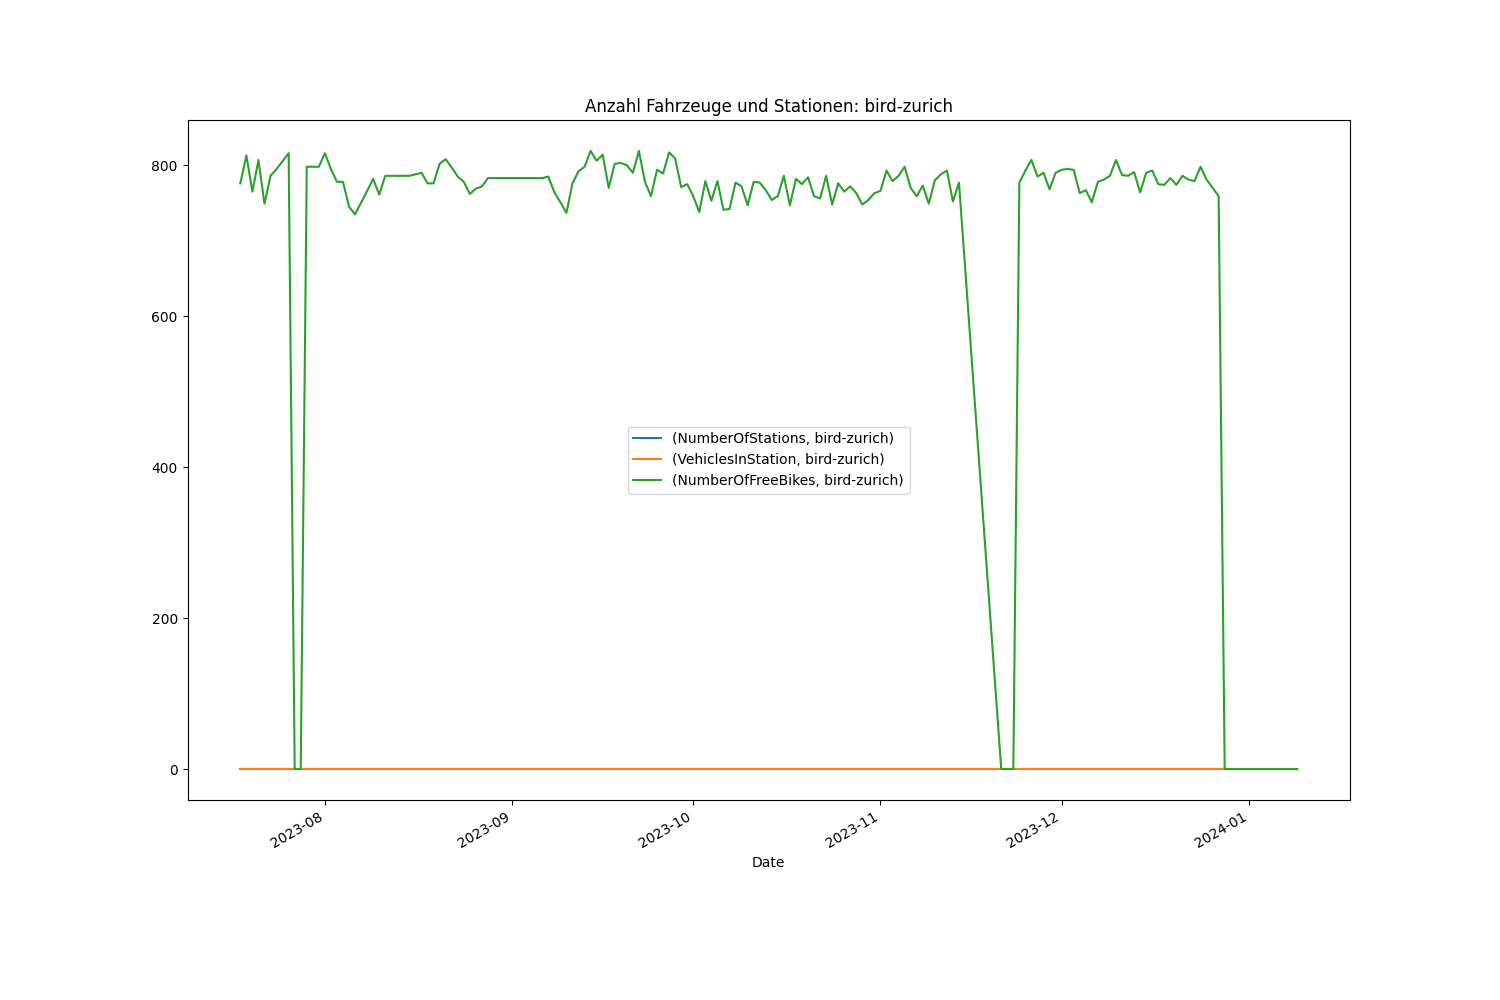 Anzahl Fahrzeuge und Stationen: bird-zurich
800
600
400
200
0
(NumberOfStations, bird-zurich)
(VehiclesInStation, bird-zurich)
(NumberOfFreeBikes, bird-zurich)
2023-08
2023-09
2023-10
2023-11
2023-12
2024-01
Date